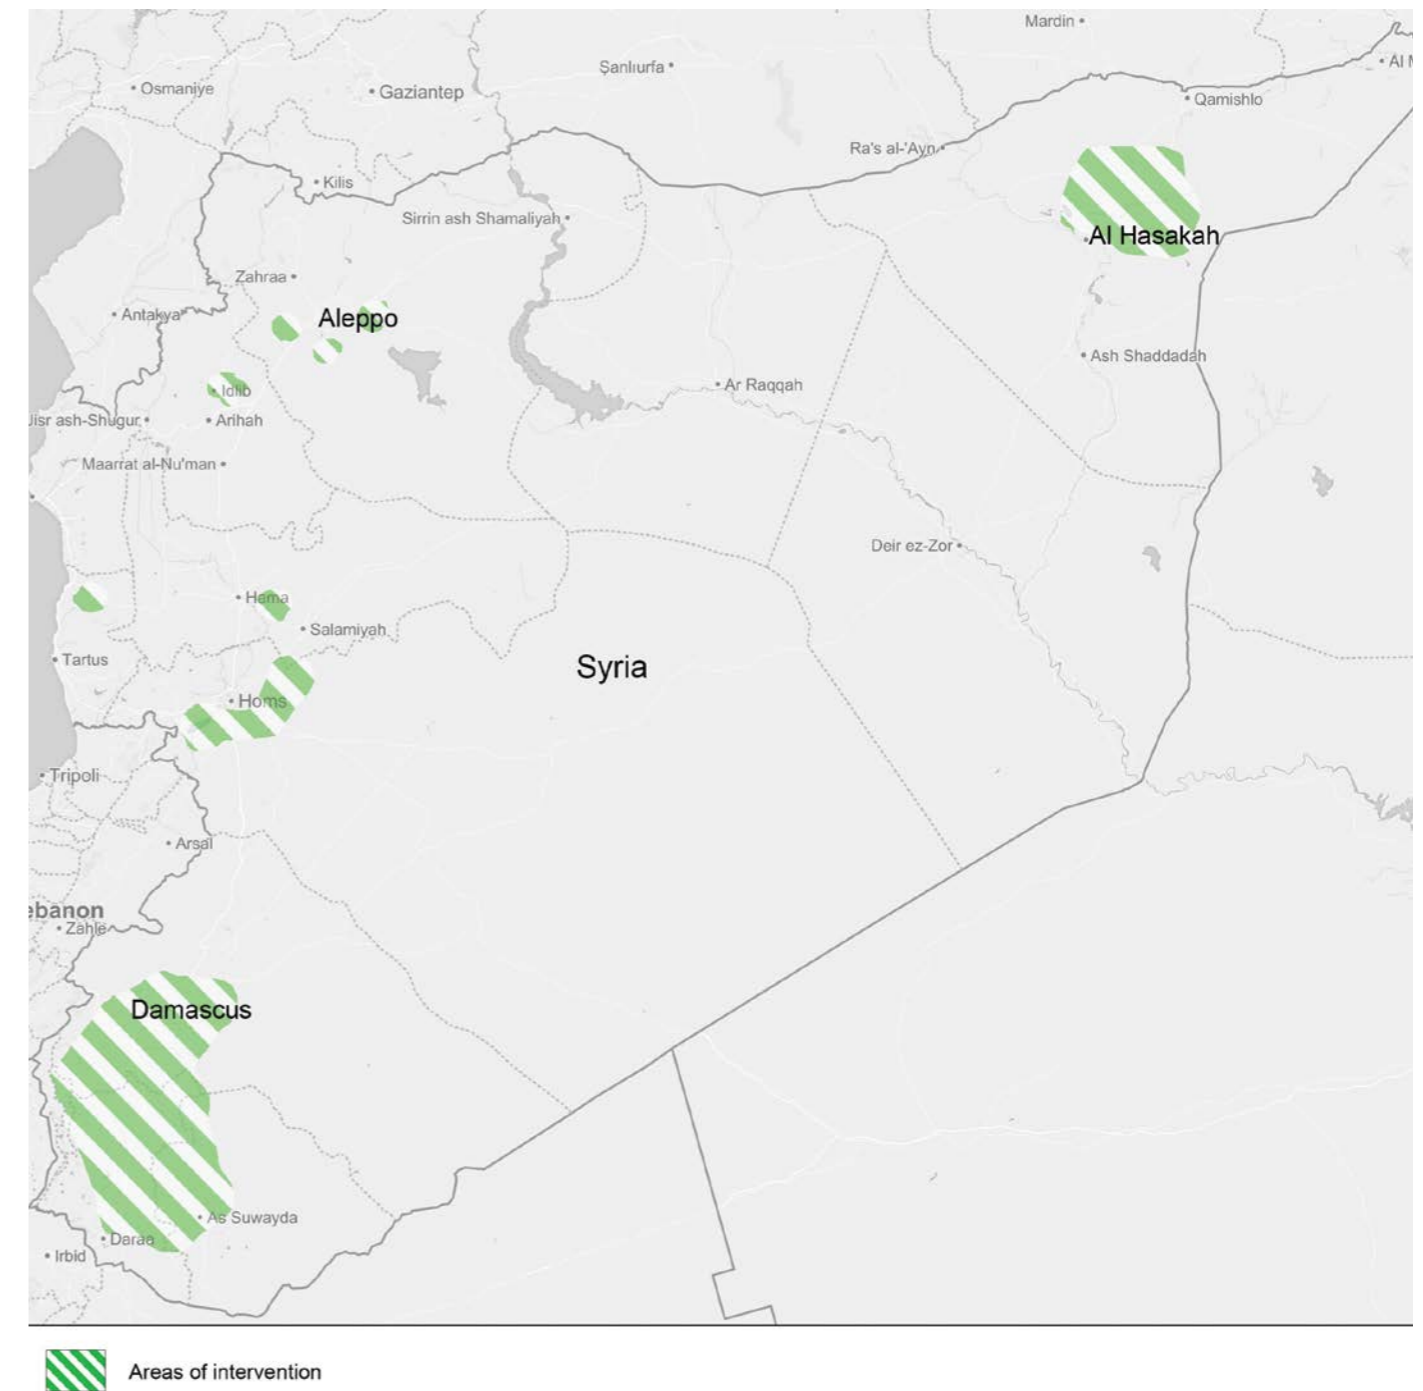 Mardin
Al
Şanlıurfa
Osmaniye
Gaziantep
Qamishlo
Ra's al-'Ayn
Kilis
Sirrin ash Shamaliyah
Al Hasakah
Zahraa
Antakya
Aleppo
Ash Shaddadah
Ar Raqqah
Idlib
Jisr ash-Shugur
Arihah
Maarrat al-Nu'man
Deir ez-Zor
Hama
Salamiyah
Tartus
Syria
Homs
Tripoli
Arsal
ebanon
Zahle
Damascus
As Suwayda
Daraa
Irbid
Areas of intervention